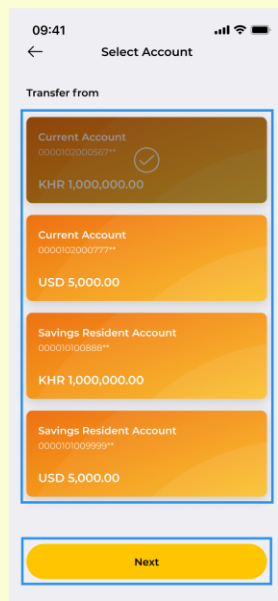 09:41
Select Account
Transfer from
Current Account
0000102000567**
KHR 1,000,000.00
Current Account
0000102000777**
USD 5,000.00
Savings Resident Account
000010100888**
KHR 1,000,000.00
Savings Resident Account
0000101009999**
USD 5,000.00
Next